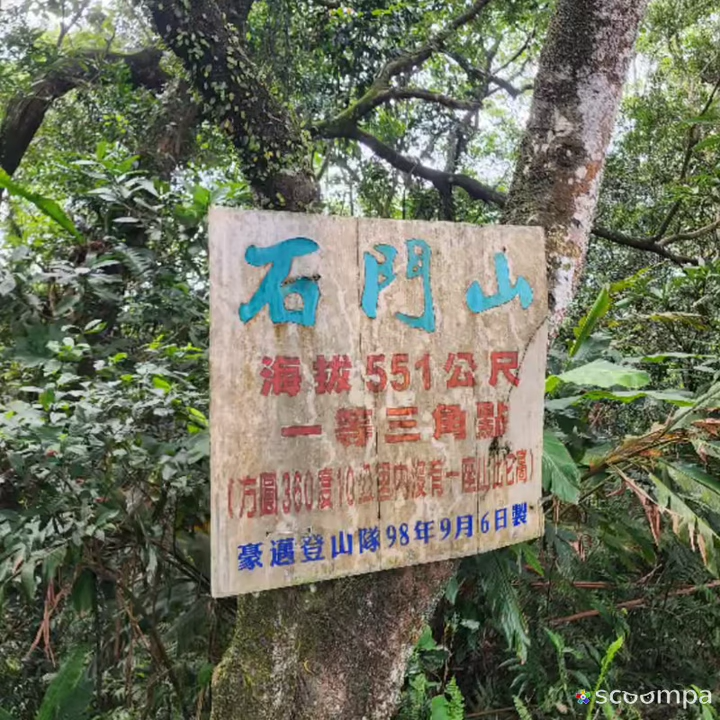 石門山
海拔551公尺
一等三角點
(方圓360度10公里內沒有一座山比它高)
豪邁登山隊98年9月6日製
scoompa